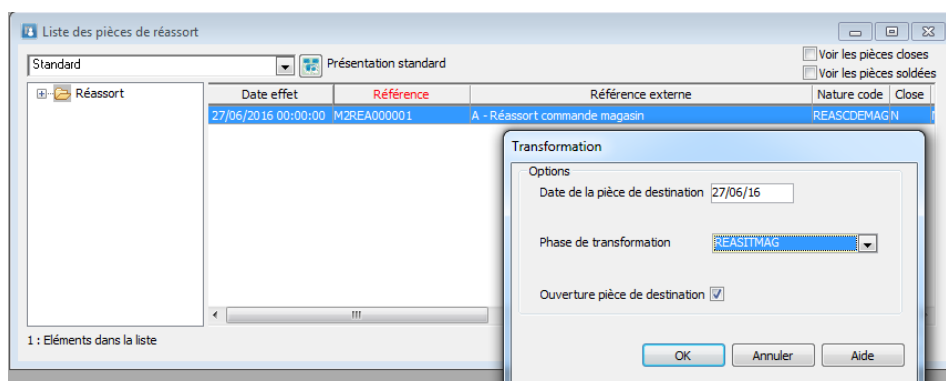 Liste des pièces de réassort
Standard
Présentation standard
Voir les pièces closes
Voir les pièces soldées
Réassort
Date effet Référence Référence externe Nature code Close
27/06/2016 00:00:00 M2REA000001 A - Réassort commande magasin REASCDEMAG N
Transformation
Options
Date de la pièce de destination 27/06/16
Phase de transformation REASITMAG
Ouverture pièce de destination
1 : Eléments dans la liste
OK Annuler Aide